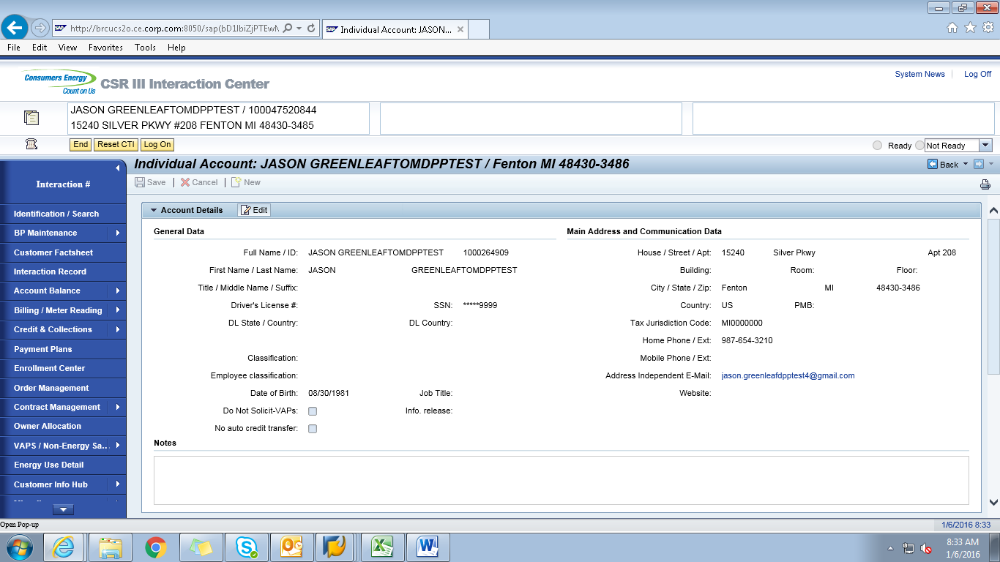 http://brcucs2o.ce.corp.com:8050/sap(bD1lbiZjPTEwM
Individual Account: JASON...
File Edit View Favorites Tools Help
Consumers Energy
Count on Us
CSR III Interaction Center
System News | Log Off
JASON GREENLEAFTOMDPPTEST / 100047520844
15240 SILVER PKWY #208 FENTON MI 48430-3485
End Reset CTI Log On
Ready Not Ready
Individual Account: JASON GREENLEAFTOMDPPTEST / Fenton MI 48430-3486
Back
Save | Cancel | New
Interaction #
Identification / Search
BP Maintenance
Customer Factsheet
Interaction Record
Account Balance
Billing / Meter Reading
Credit & Collections
Payment Plans
Enrollment Center
Order Management
Contract Management
Owner Allocation
VAPS / Non-Energy Sa...
Energy Use Detail
Customer Info Hub
Account Details Edit
General Data
Full Name / ID: JASON GREENLEAFTOMDPPTEST 1000264909
First Name / Last Name: JASON GREENLEAFTOMDPPTEST
Title / Middle Name / Suffix:
Driver's License #: SSN: *****9999
DL State / Country: DL Country:
Classification:
Employee classification:
Date of Birth: 08/30/1981 Job Title:
Do Not Solicit-VAPs: Info. release:
No auto credit transfer:
Main Address and Communication Data
House / Street / Apt: 15240 Silver Pkwy Apt 208
Building: Room: Floor:
City / State / Zip: Fenton MI 48430-3486
Country: US PMB:
Tax Jurisdiction Code: MI0000000
Home Phone / Ext: 987-654-3210
Mobile Phone / Ext:
Address Independent E-Mail: jason.greenleafdpptest4@gmail.com
Website:
Notes
Open Pop-up
1/6/2016 8:33
8:33 AM
1/6/2016